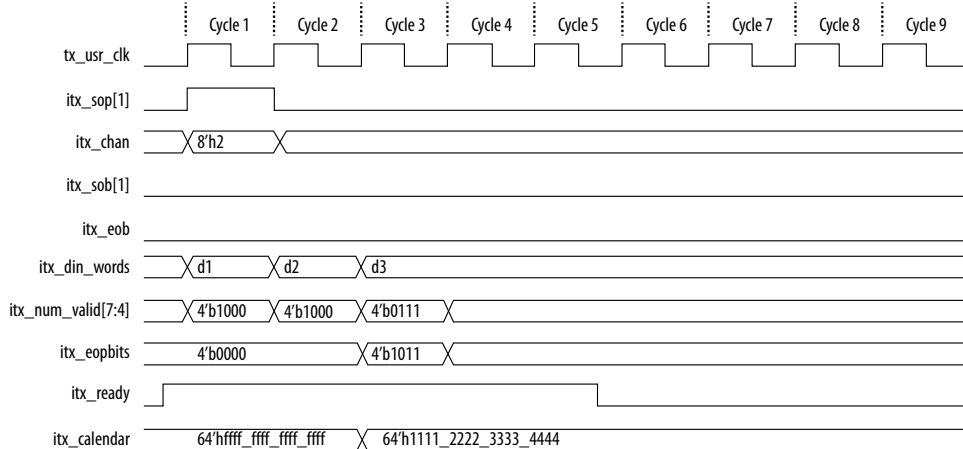 Cycle 1 Cycle 2 Cycle 3 Cycle 4 Cycle 5 Cycle 6 Cycle 7 Cycle 8 Cycle 9
tx_usr_clk
itx_sop[1]
itx_chan 8’h2
itx_sob[1]
itx_eob
itx_din_words d1 d2 d3
itx_num_valid[7:4] 4’b1000 4’b1000 4’b0111
itx_eopbits 4’b0000 4’b1011
itx_ready
itx_calendar 64’hffff_ffff_ffff_ffff 64’h1111_2222_3333_4444